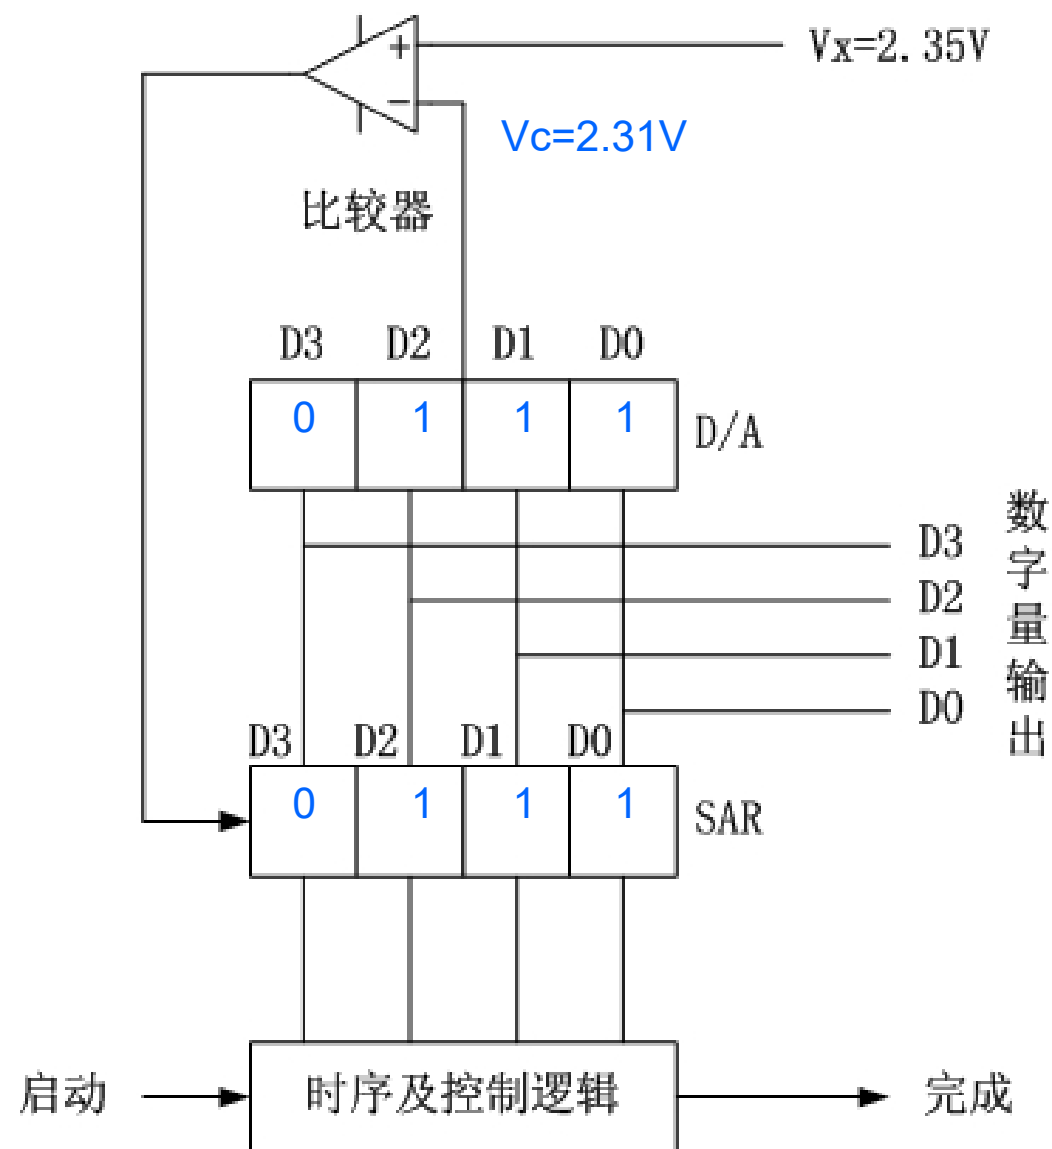 +
Vx=2.35V
−
Vc=2.31V
比较器
D3 D2 D1 D0
0 1 1 1 D/A
D3
D2
D1
D0
数字量输出
D3 D2 D1 D0
0 1 1 1 SAR
启动 时序及控制逻辑 完成